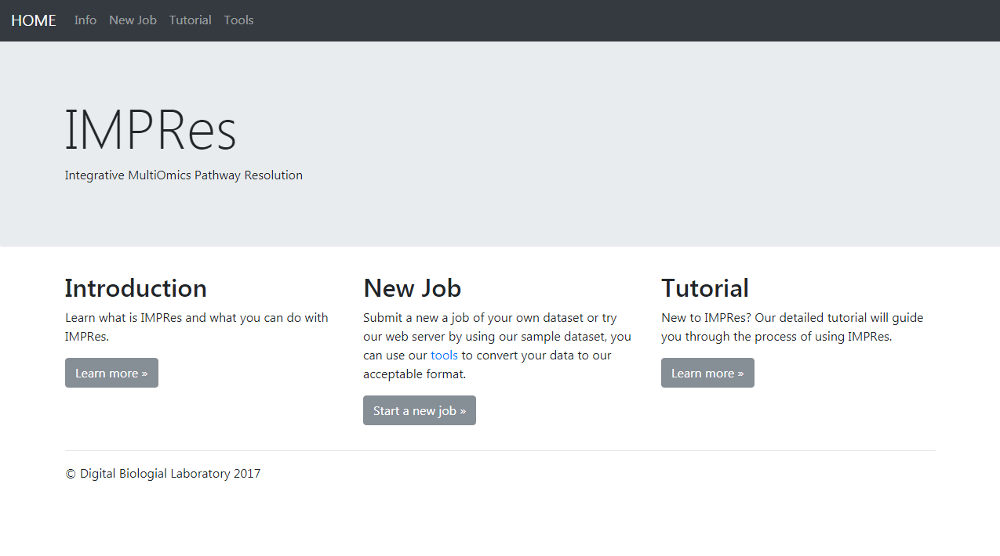 HOME Info New Job Tutorial Tools
IMPRes
Integrative MultiOmics Pathway Resolution
Introduction
Learn what is IMPRes and what you can do with
IMPRes.
Learn more »
New Job
Submit a new a job of your own dataset or try
our web server by using our sample dataset, you
can use our tools to convert your data to our
acceptable format.
Start a new job »
Tutorial
New to IMPRes? Our detailed tutorial will guide
you through the process of using IMPRes.
Learn more »
© Digital Biologial Laboratory 2017